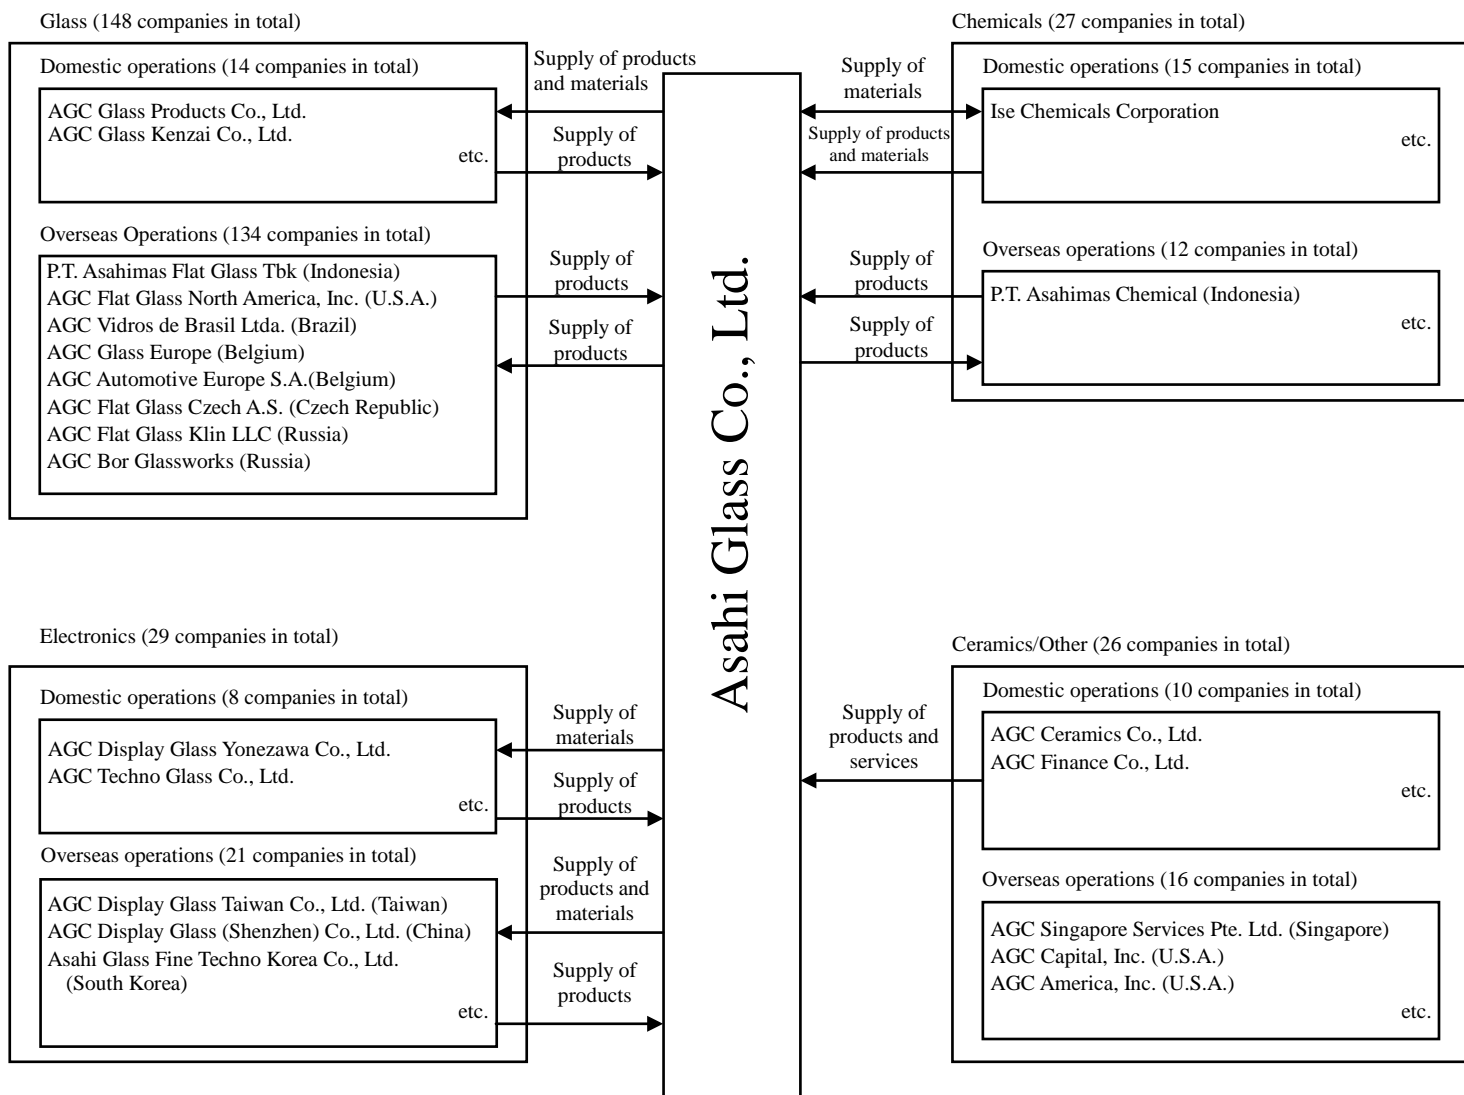 Glass (148 companies in total)
Domestic operations (14 companies in total)
AGC Glass Products Co., Ltd.
AGC Glass Kenzai Co., Ltd.
etc.
Supply of products
and materials
Supply of
products
Overseas Operations (134 companies in total)
P.T. Asahimas Flat Glass Tbk (Indonesia)
AGC Flat Glass North America, Inc. (U.S.A.)
AGC Vidros de Brasil Ltda. (Brazil)
AGC Glass Europe (Belgium)
AGC Automotive Europe S.A.(Belgium)
AGC Flat Glass Czech A.S. (Czech Republic)
AGC Flat Glass Klin LLC (Russia)
AGC Bor Glassworks (Russia)
Supply of
products
Supply of
products
Electronics (29 companies in total)
Domestic operations (8 companies in total)
AGC Display Glass Yonezawa Co., Ltd.
AGC Techno Glass Co., Ltd.
etc.
Supply of
materials
Supply of
products
Overseas operations (21 companies in total)
AGC Display Glass Taiwan Co., Ltd. (Taiwan)
AGC Display Glass (Shenzhen) Co., Ltd. (China)
Asahi Glass Fine Techno Korea Co., Ltd.
(South Korea)
etc.
Supply of
products and
materials
Supply of
products
Asahi Glass Co., Ltd.
Chemicals (27 companies in total)
Supply of
materials
Supply of products
and materials
Domestic operations (15 companies in total)
Ise Chemicals Corporation
etc.
Supply of
products
Supply of
products
Overseas operations (12 companies in total)
P.T. Asahimas Chemical (Indonesia)
etc.
Ceramics/Other (26 companies in total)
Supply of
products and
services
Domestic operations (10 companies in total)
AGC Ceramics Co., Ltd.
AGC Finance Co., Ltd.
etc.
Overseas operations (16 companies in total)
AGC Singapore Services Pte. Ltd. (Singapore)
AGC Capital, Inc. (U.S.A.)
AGC America, Inc. (U.S.A.)
etc.